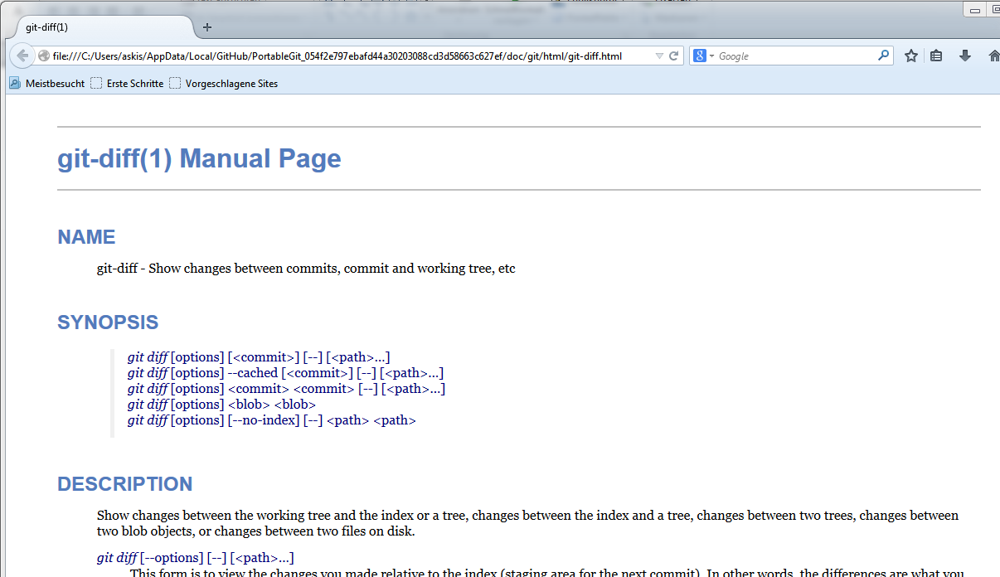 git-diff(1)
file:///C:/Users/askis/AppData/Local/GitHub/PortableGit_054f2e797ebafd44a30203088cd3d58663c627ef/doc/git/html/git-diff.html
Google
Meistbesucht Erste Schritte Vorgeschlagene Sites
git-diff(1) Manual Page
NAME
git-diff - Show changes between commits, commit and working tree, etc
SYNOPSIS
git diff [options] [<commit>] [--] [<path>...]
git diff [options] --cached [<commit>] [--] [<path>...]
git diff [options] <commit> <commit> [--] [<path>...]
git diff [options] <blob> <blob>
git diff [options] [--no-index] [--] <path> <path>
DESCRIPTION
Show changes between the working tree and the index or a tree, changes between the index and a tree, changes between two trees, changes between
two blob objects, or changes between two files on disk.
git diff [--options] [--] [<path>...]
This form is to view the changes you made relative to the index (staging area for the next commit). In other words, the differences are what you